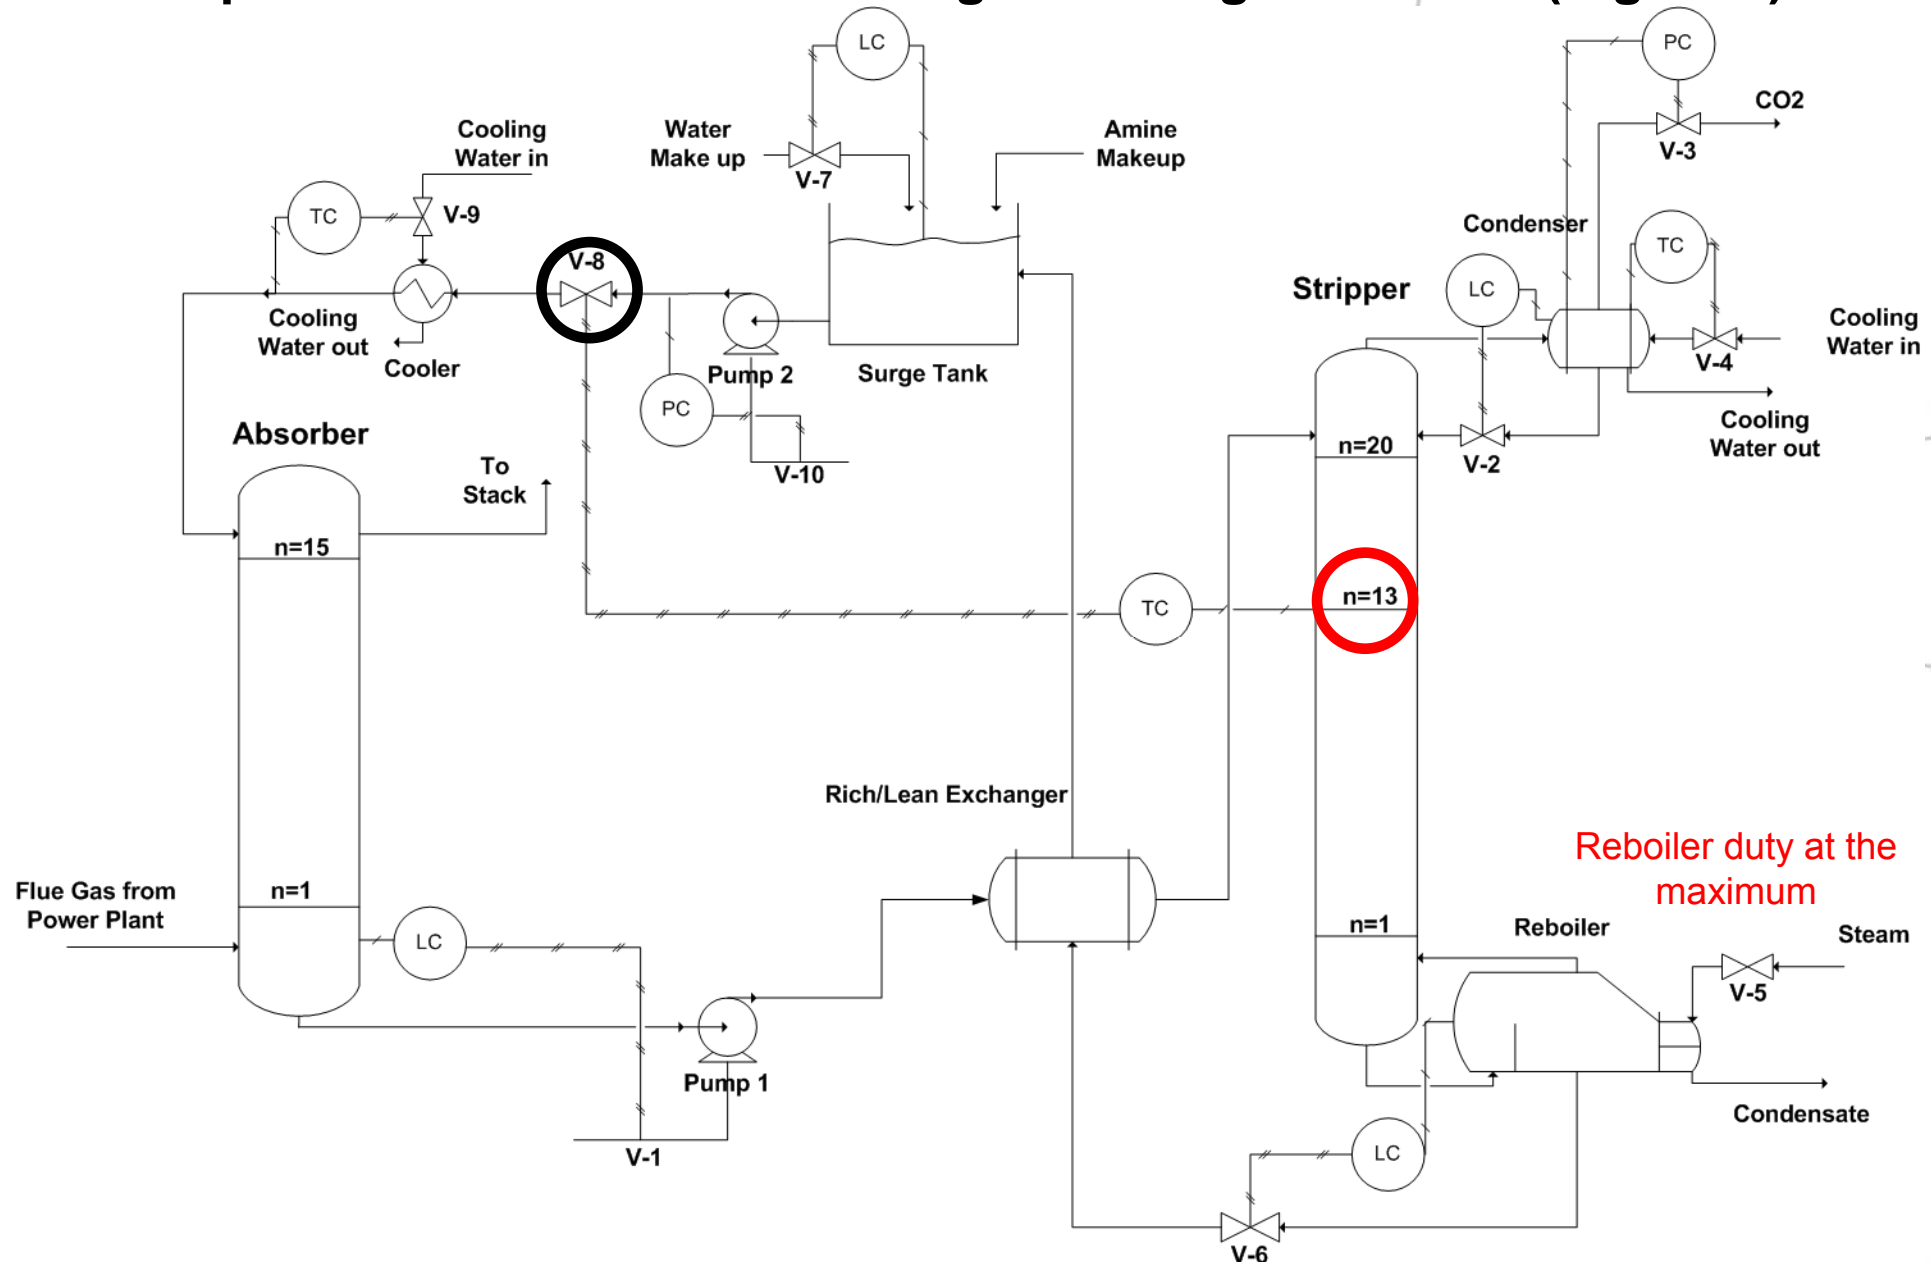 LC
PC
CO2
V-3
Cooling
Water in
Water
Make up
V-7
Amine
Makeup
TC
V-9
V-8
Condenser
TC
LC
Stripper
Cooling
Water in
V-4
Cooling
Water out
Cooler
Pump 2
Surge Tank
PC
V-10
Cooling
Water out
V-2
Absorber
To
Stack
n=20
n=15
n=13
TC
Rich/Lean Exchanger
Reboiler duty at the
maximum
Flue Gas from
Power Plant
n=1
LC
n=1
Reboiler
Steam
V-5
Pump 1
Condensate
V-1
LC
V-6